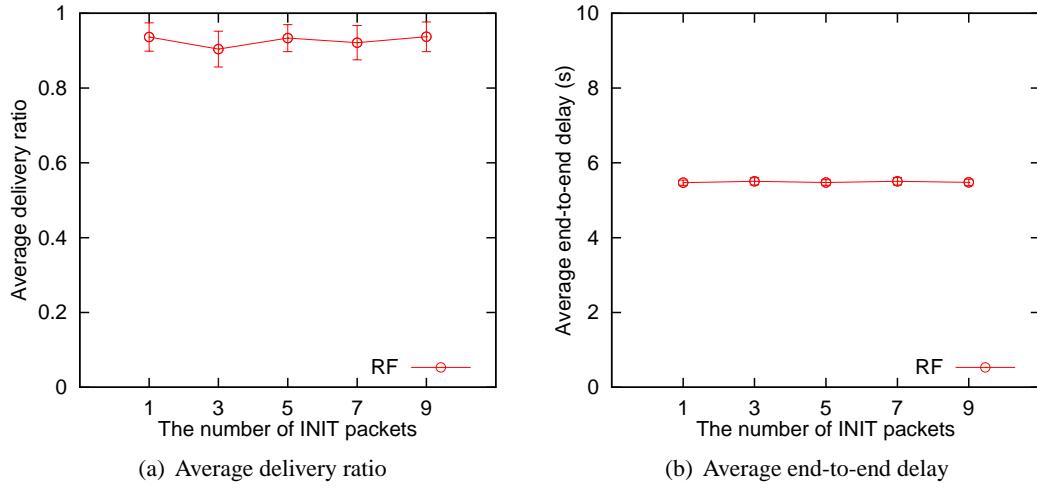 1
0.8
0.6
0.4
0.2
0
Average delivery ratio
RF
1 3 5 7 9
The number of INIT packets
(a) Average delivery ratio
10
8
6
4
2
0
Average end-to-end delay (s)
RF
1 3 5 7 9
The number of INIT packets
(b) Average end-to-end delay